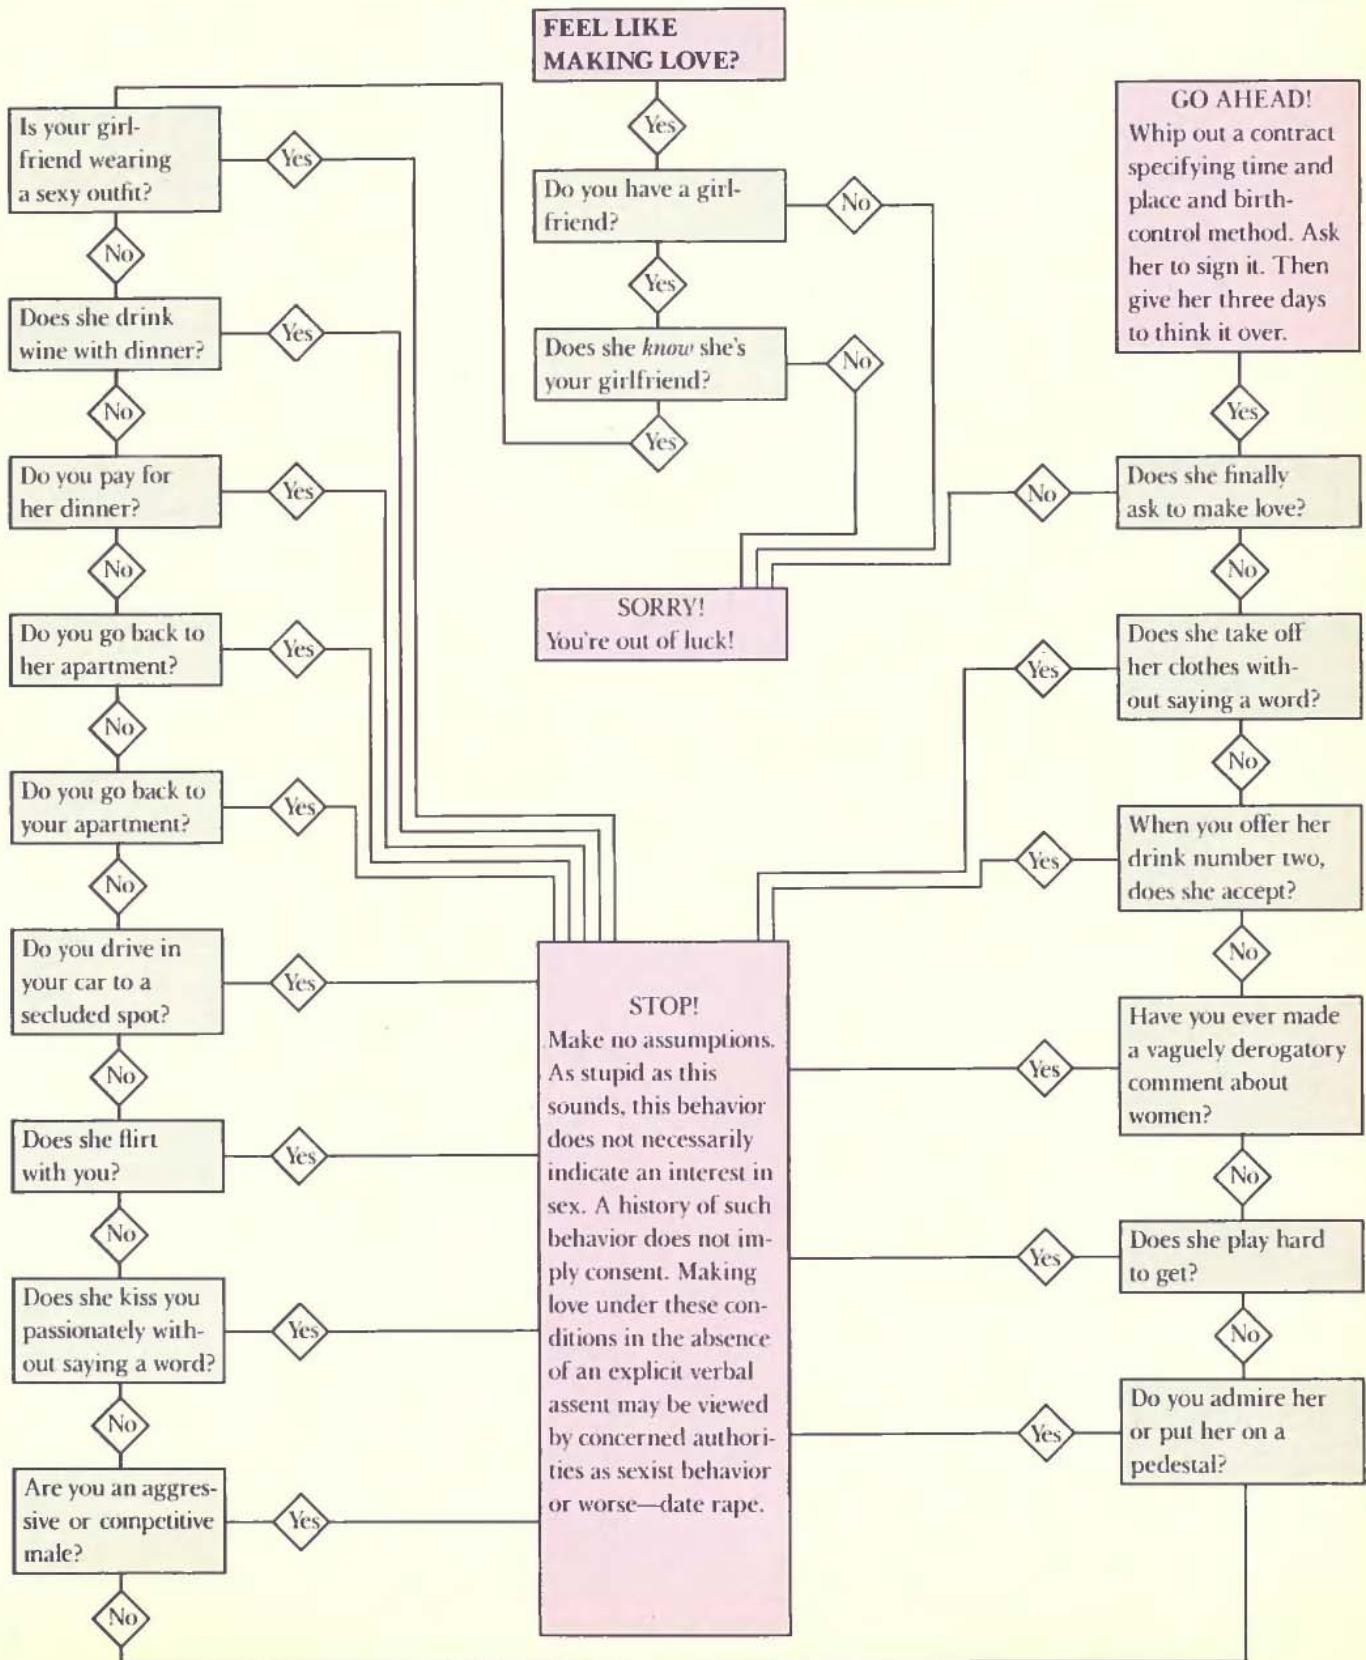 FEEL LIKE
MAKING LOVE?
Yes
Do you have a girl-
friend?
No
Yes
Does she know she's
your girlfriend?
No
Yes
Is your girl-
friend wearing
a sexy outfit?
Yes
No
Does she drink
wine with dinner?
Yes
No
Do you pay for
her dinner?
Yes
No
Do you go back to
her apartment?
Yes
No
Do you go back to
your apartment?
Yes
No
Do you drive in
your car to a
secluded spot?
Yes
No
Does she flirt
with you?
Yes
No
Does she kiss you
passionately with-
out saying a word?
Yes
No
Are you an aggres-
sive or competitive
male?
Yes
No
SORRY!
You're out of luck!
STOP!
Make no assumptions.
As stupid as this
sounds, this behavior
does not necessarily
indicate an interest in
sex. A history of such
behavior does not im-
ply consent. Making
love under these con-
ditions in the absence
of an explicit verbal
assent may be viewed
by concerned authori-
ties as sexist behavior
or worse—date rape.
GO AHEAD!
Whip out a contract
specifying time and
place and birth-
control method. Ask
her to sign it. Then
give her three days
to think it over.
Yes
No
Does she finally
ask to make love?
No
Yes
Does she take off
her clothes with-
out saying a word?
No
Yes
When you offer her
drink number two,
does she accept?
No
Yes
Have you ever made
a vaguely derogatory
comment about
women?
No
Yes
Does she play hard
to get?
No
Yes
Do you admire her
or put her on a
pedestal?